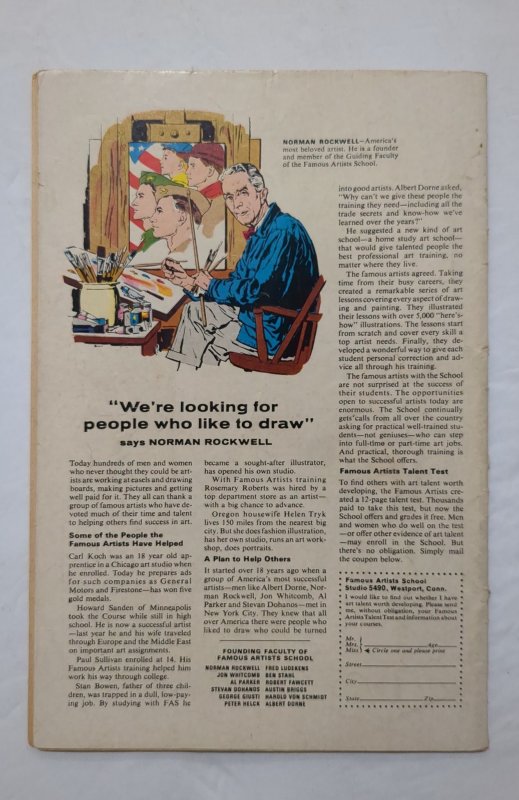 NORMAN ROCKWELL—America's
most beloved artist. He is a founder
and member of the Guiding Faculty
of the Famous Artists School.
"We're looking for
people who like to draw"
says NORMAN ROCKWELL
Today hundreds of men and women
who never thought they could be art-
ists are working at easels and drawing
boards, making pictures and getting
well paid for it. They all can thank a
group of famous artists who have de-
voted much of their time and talent
to helping others find success in art.
Some of the People the
Famous Artists Have Helped
Carl Koch was an 18 year old ap-
prentice in a Chicago art studio when
he enrolled. Today he prepares ads
for such companies as General
Motors and Firestone—has won five
gold medals.
Howard Sanden of Minneapolis
took the Course while still in high
school. He is now a successful artist
—last year he and his wife traveled
through Europe and the Middle East
on important art assignments.
Paul Sullivan enrolled at 14. His
Famous Artists training helped him
work his way through college.
Stan Bowen, father of three chil-
dren, was trapped in a dull, low-pay-
ing job. By studying with FAS he
became a sought-after illustrator,
has opened his own studio.
With Famous Artists training
Rosemary Roberts was hired by a
top department store as an artist—
with a big chance to advance.
Oregon housewife Helen Tryk
lives 150 miles from the nearest big
city. But she does fashion illustration,
has her own studio, runs an art work-
shop, does portraits.
A Plan to Help Others
It started over 18 years ago when a
group of America's most successful
artists—men like Albert Dorne, Nor-
man Rockwell, Jon Whitcomb, Al
Parker and Stevan Dohanos—met in
New York City. They knew that all
over America there were people who
liked to draw who could be turned
FOUNDING FACULTY OF
FAMOUS ARTISTS SCHOOL
NORMAN ROCKWELL FRED LUDEKENS
JON WHITCOMB BEN STAHL
AL PARKER ROBERT FAWCETT
STEVAN DOHANOS AUSTIN BRIGGS
GEORGE GIUSTI HAROLD VON SCHMIDT
PETER HELCK ALBERT DORNE
into good artists. Albert Dorne asked,
"Why can't we give these people the
training they need—including all the
trade secrets and know-how we've
learned over the years?"
He suggested a new kind of art
school—a home study art school—
that would give talented people the
best professional art training, no
matter where they live.
The famous artists agreed. Taking
time from their busy careers, they
created a remarkable series of art
lessons covering every aspect of draw-
ing and painting. They illustrated
their lessons with over 5,000 "here's-
how" illustrations. The lessons start
from scratch and cover every skill a
top artist needs. Finally, they de-
veloped a wonderful way to give each
student personal correction and ad-
vice all through his training.
The famous artists with the School
are not surprised at the success of
their students. The opportunities
open to successful artists today are
enormous. The School continually
gets calls from all over the country
asking for practical well-trained stu-
dents—not geniuses—who can step
into full-time or part-time art jobs.
And practical, thorough training is
what the School offers.
Famous Artists Talent Test
To find others with art talent worth
developing, the Famous Artists cre-
ated a 12-page talent test. Thousands
paid to take this test, but now the
School offers and grades it free. Men
and women who do well on the test
—or offer other evidence of art talent
—may enroll in the School. But
there's no obligation. Simply mail
the coupon below.
Famous Artists School
Studio 5490, Westport, Conn.
I would like to find out whether I have
art talent worth developing. Please send
me, without obligation, your Famous
Artists Talent Test and information about
your courses.
Mr.
Mrs. Age
Miss Circle one and please print
Street
City
State Zip